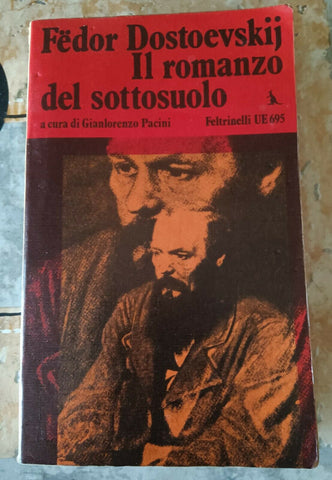 Fëdor Dostoevskij
Il romanzo
del sottosuolo
a cura di Gianlorenzo Pacini
Feltrinelli UE 695